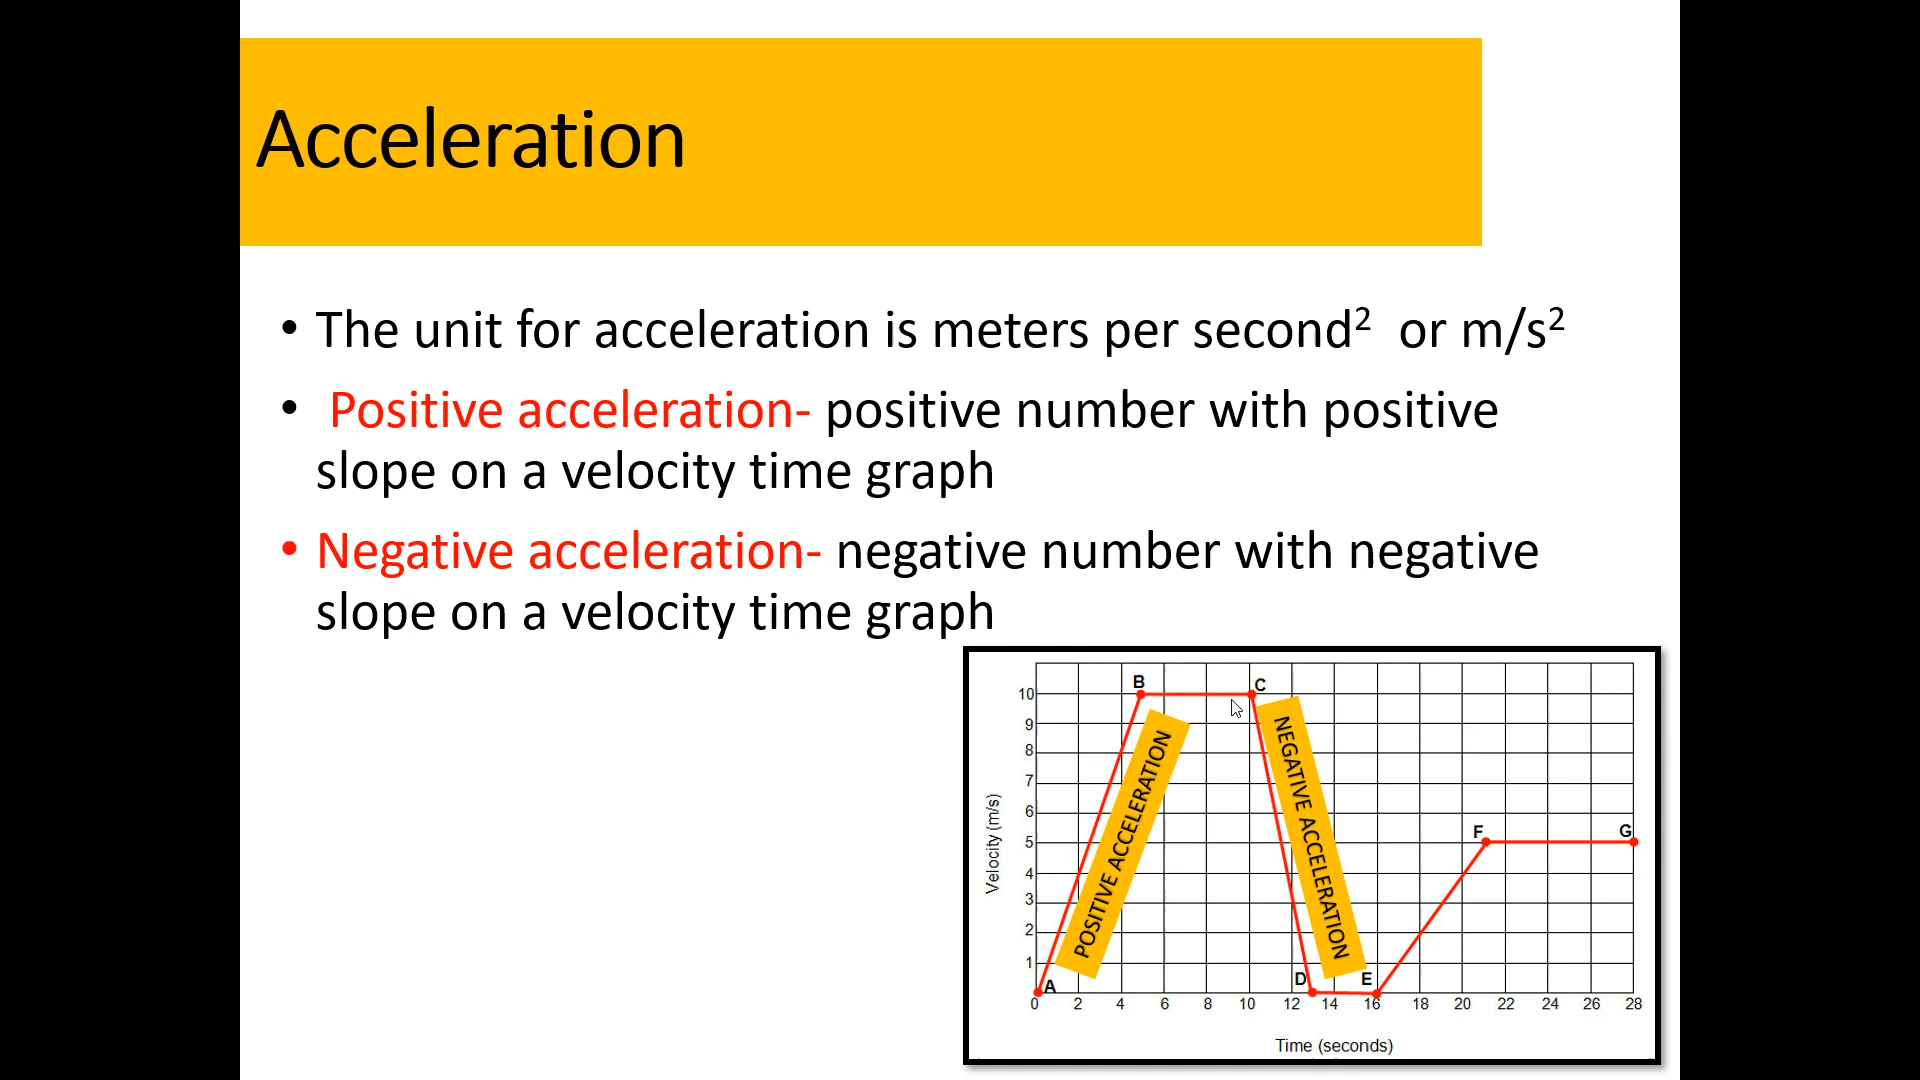 Acceleration
• The unit for acceleration is meters per second² or m/s²
• Positive acceleration- positive number with positive
slope on a velocity time graph
• Negative acceleration- negative number with negative
slope on a velocity time graph
B
C
10
9
8
7
6
5
4
3
2
1
Velocity (m/s)
POSITIVE ACCELERATION
NEGATIVE ACCELERATION
F
G
A
D
E
0 2 4 6 8 10 12 14 16 18 20 22 24 26 28
Time (seconds)